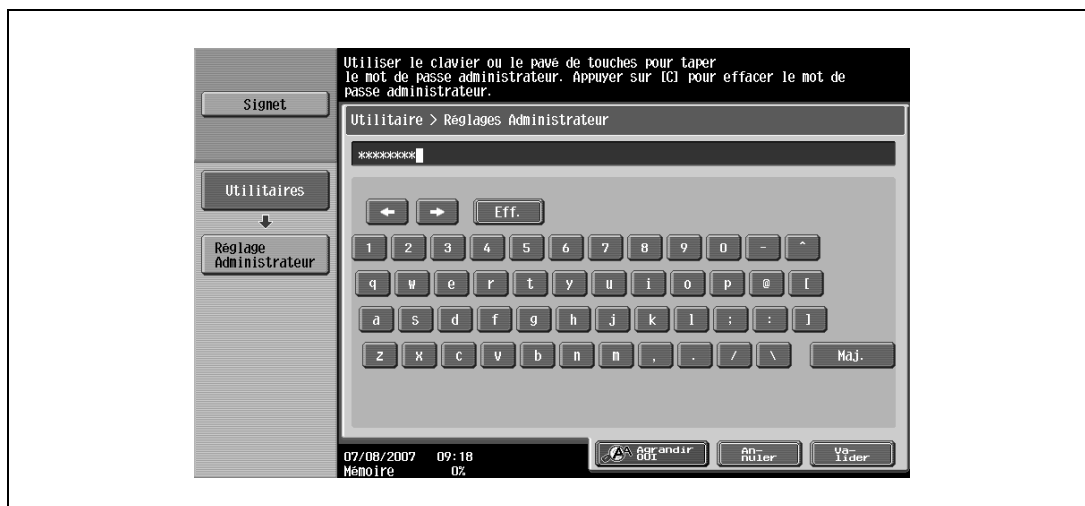 Utiliser le clavier ou le pavé de touches pour taper
le mot de passe administrateur. Appuyer sur [C] pour effacer le mot de
passe administrateur.
Signet
Utilitaire > Réglages Administrateur
********
Utilitaires
Eff.
1 2 3 4 5 6 7 8 9 0 - ^
q w e r t y u i o p @ [
Réglage
Administrateur
a s d f g h j k l ; : ]
z x c v b n m , . / \ Maj.
07/08/2007 09:18
Mémoire 0%
Agrandir
An-
nuler
Va-
lider